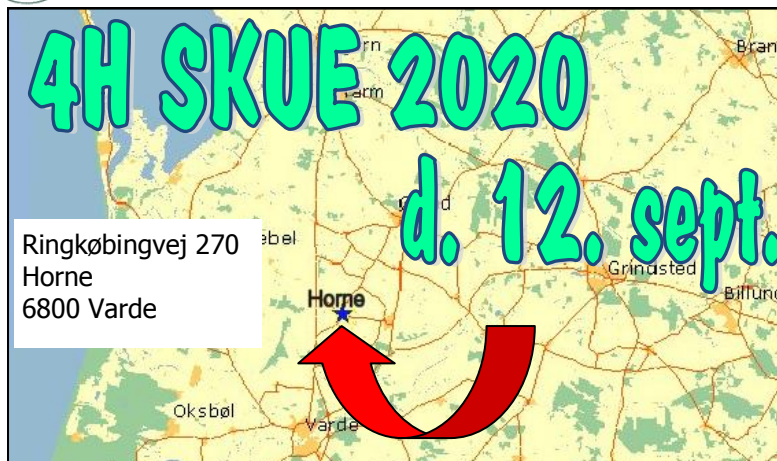 4H SKUE 2020
d. 12. sept.
Ringkøbingvej 270
Horne
6800 Varde
Horne
Grindsted
Billund
Oksbøl
Varde